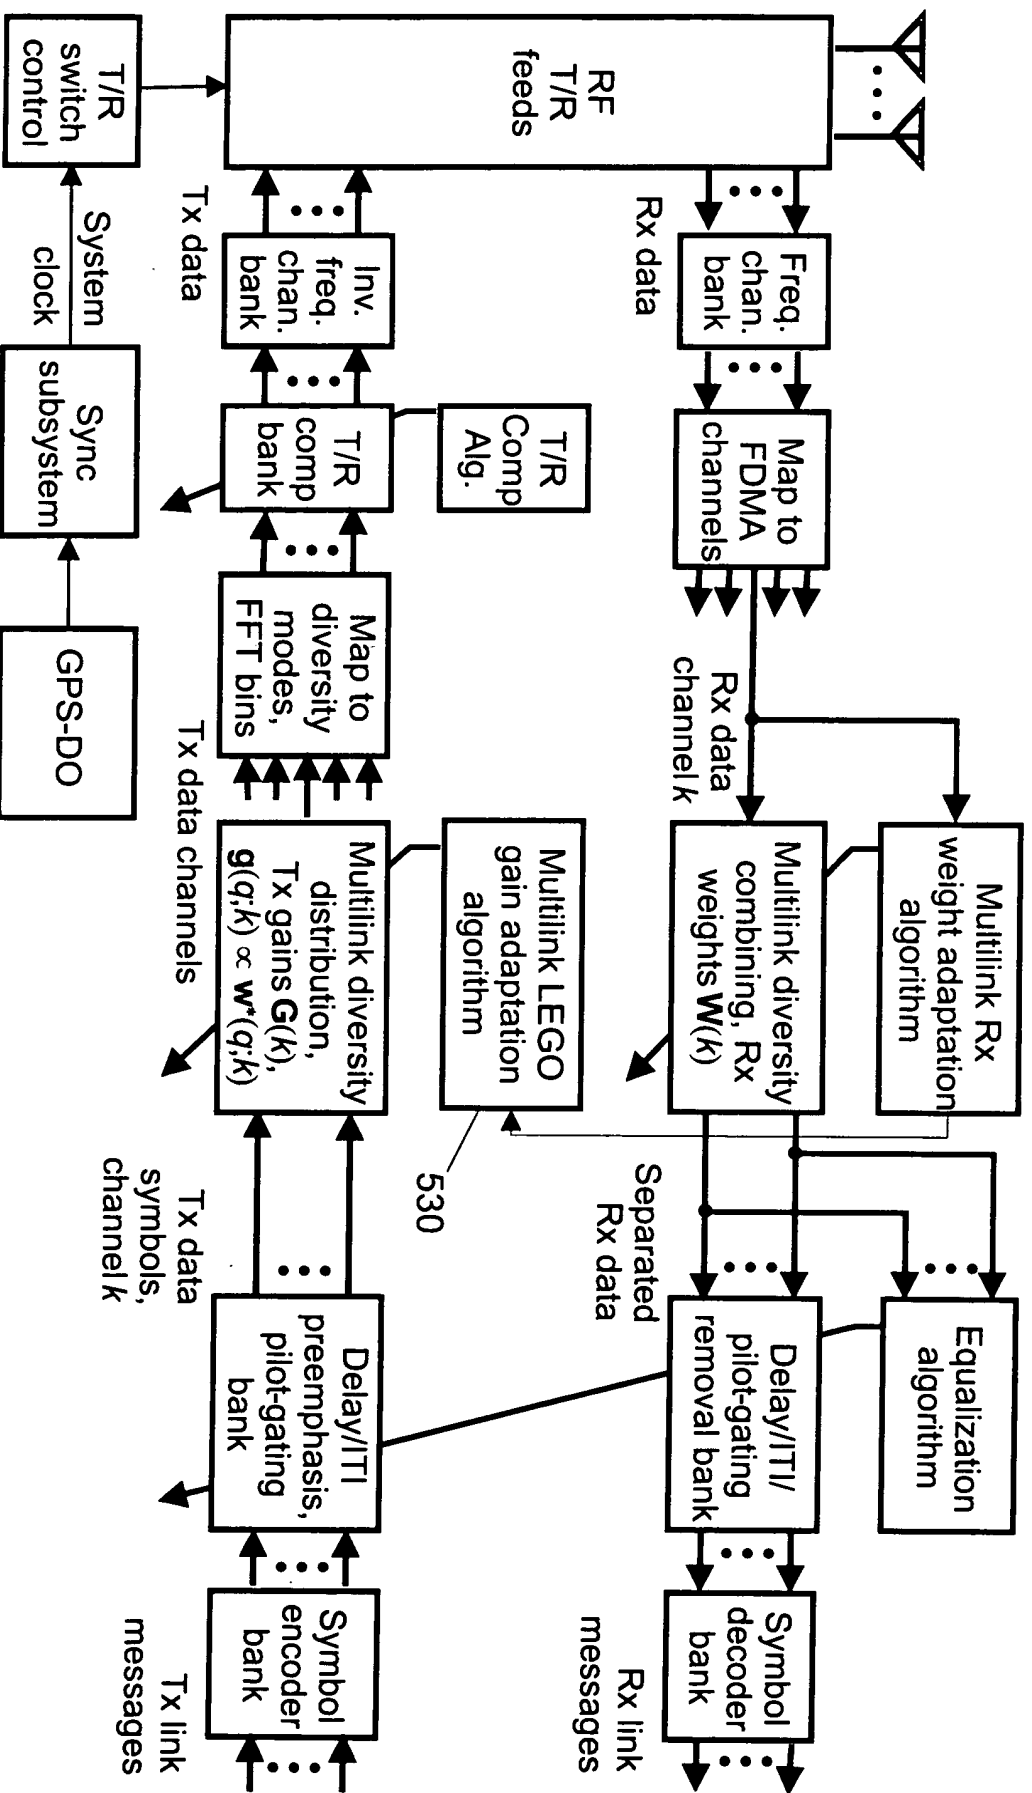 RF
T/R
feeds
Rx data
Freq.
chan.
bank
Map to
FDMA
channels
Rx data
channel k
Multilink Rx
weight adaptation
algorithm
Multilink diversity
combining, Rx
weights W(k)
Separated
Rx data
Equalization
algorithm
Delay/ITI/
pilot-gating
removal bank
Symbol
decoder
bank
Rx link
messages
T/R
Comp
Alg.
Multilink LEGO
gain adaptation
algorithm
530
Tx data
Inv.
freq.
chan.
bank
T/R
comp
bank
Map to
diversity
modes,
FFT bins
Tx data channels
Multilink diversity
distribution,
Tx gains G(k),
g(q;k) ∝ w*(q;k)
Tx data
symbols,
channel k
Delay/ITI
preemphasis,
pilot-gating
bank
Symbol
encoder
bank
Tx link
messages
T/R
switch
control
System
clock
Sync
subsystem
GPS-DO